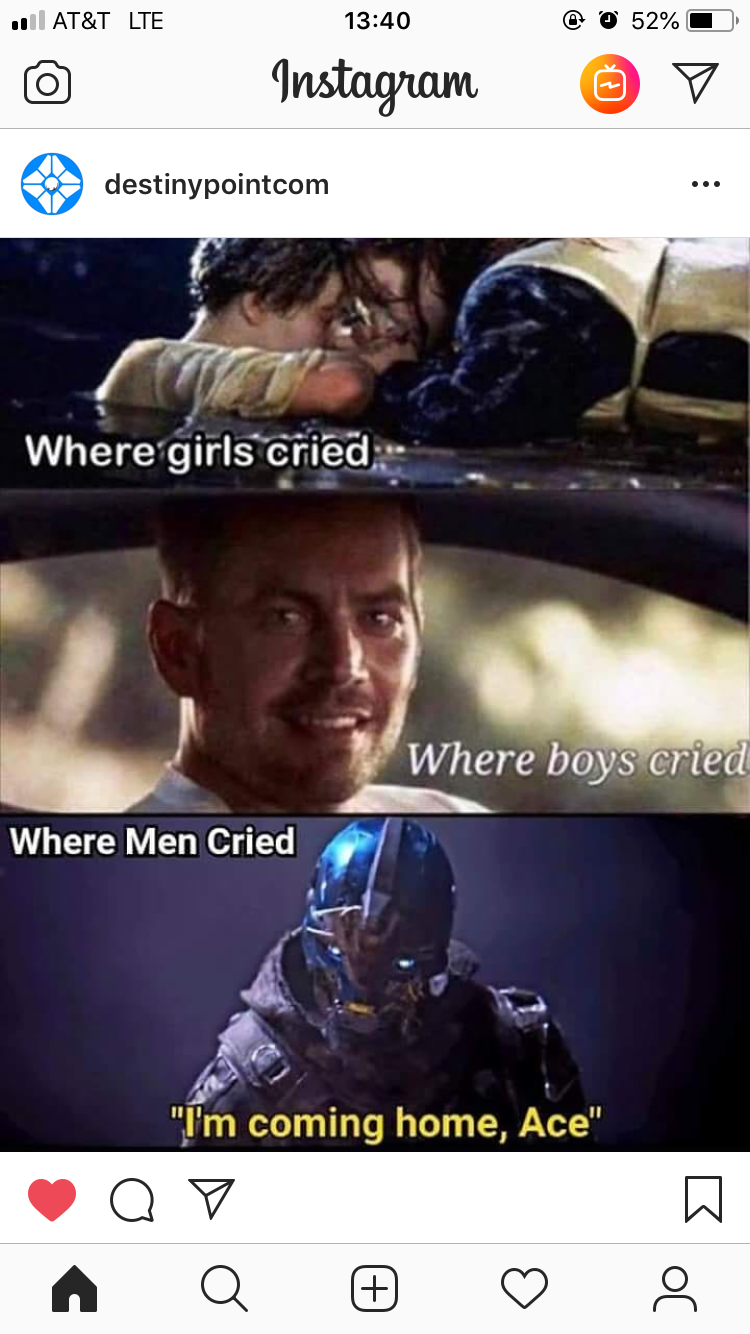 AT&T LTE 13:40 52%
Instagram
destinypointcom
Where girls cried...
Where boys cried
Where Men Cried
"I'm coming home, Ace"